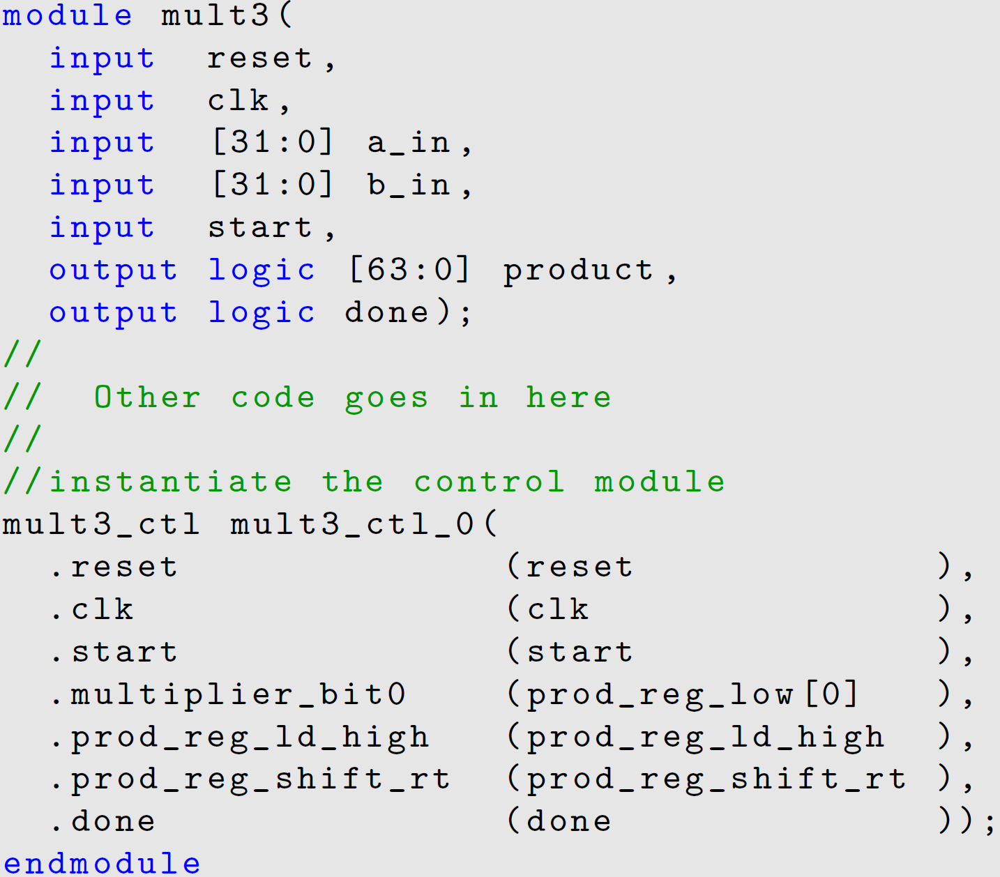 module mult3(
  input  reset,
  input  clk,
  input  [31:0] a_in,
  input  [31:0] b_in,
  input  start,
  output logic [63:0] product,
  output logic done);
//
//  Other code goes in here
//
//instantiate the control module
mult3_ctl mult3_ctl_0(
  .reset              (reset             ),
  .clk                (clk               ),
  .start              (start             ),
  .multiplier_bit0    (prod_reg_low[0]   ),
  .prod_reg_ld_high   (prod_reg_ld_high  ),
  .prod_reg_shift_rt  (prod_reg_shift_rt ),
  .done               (done              ));
endmodule